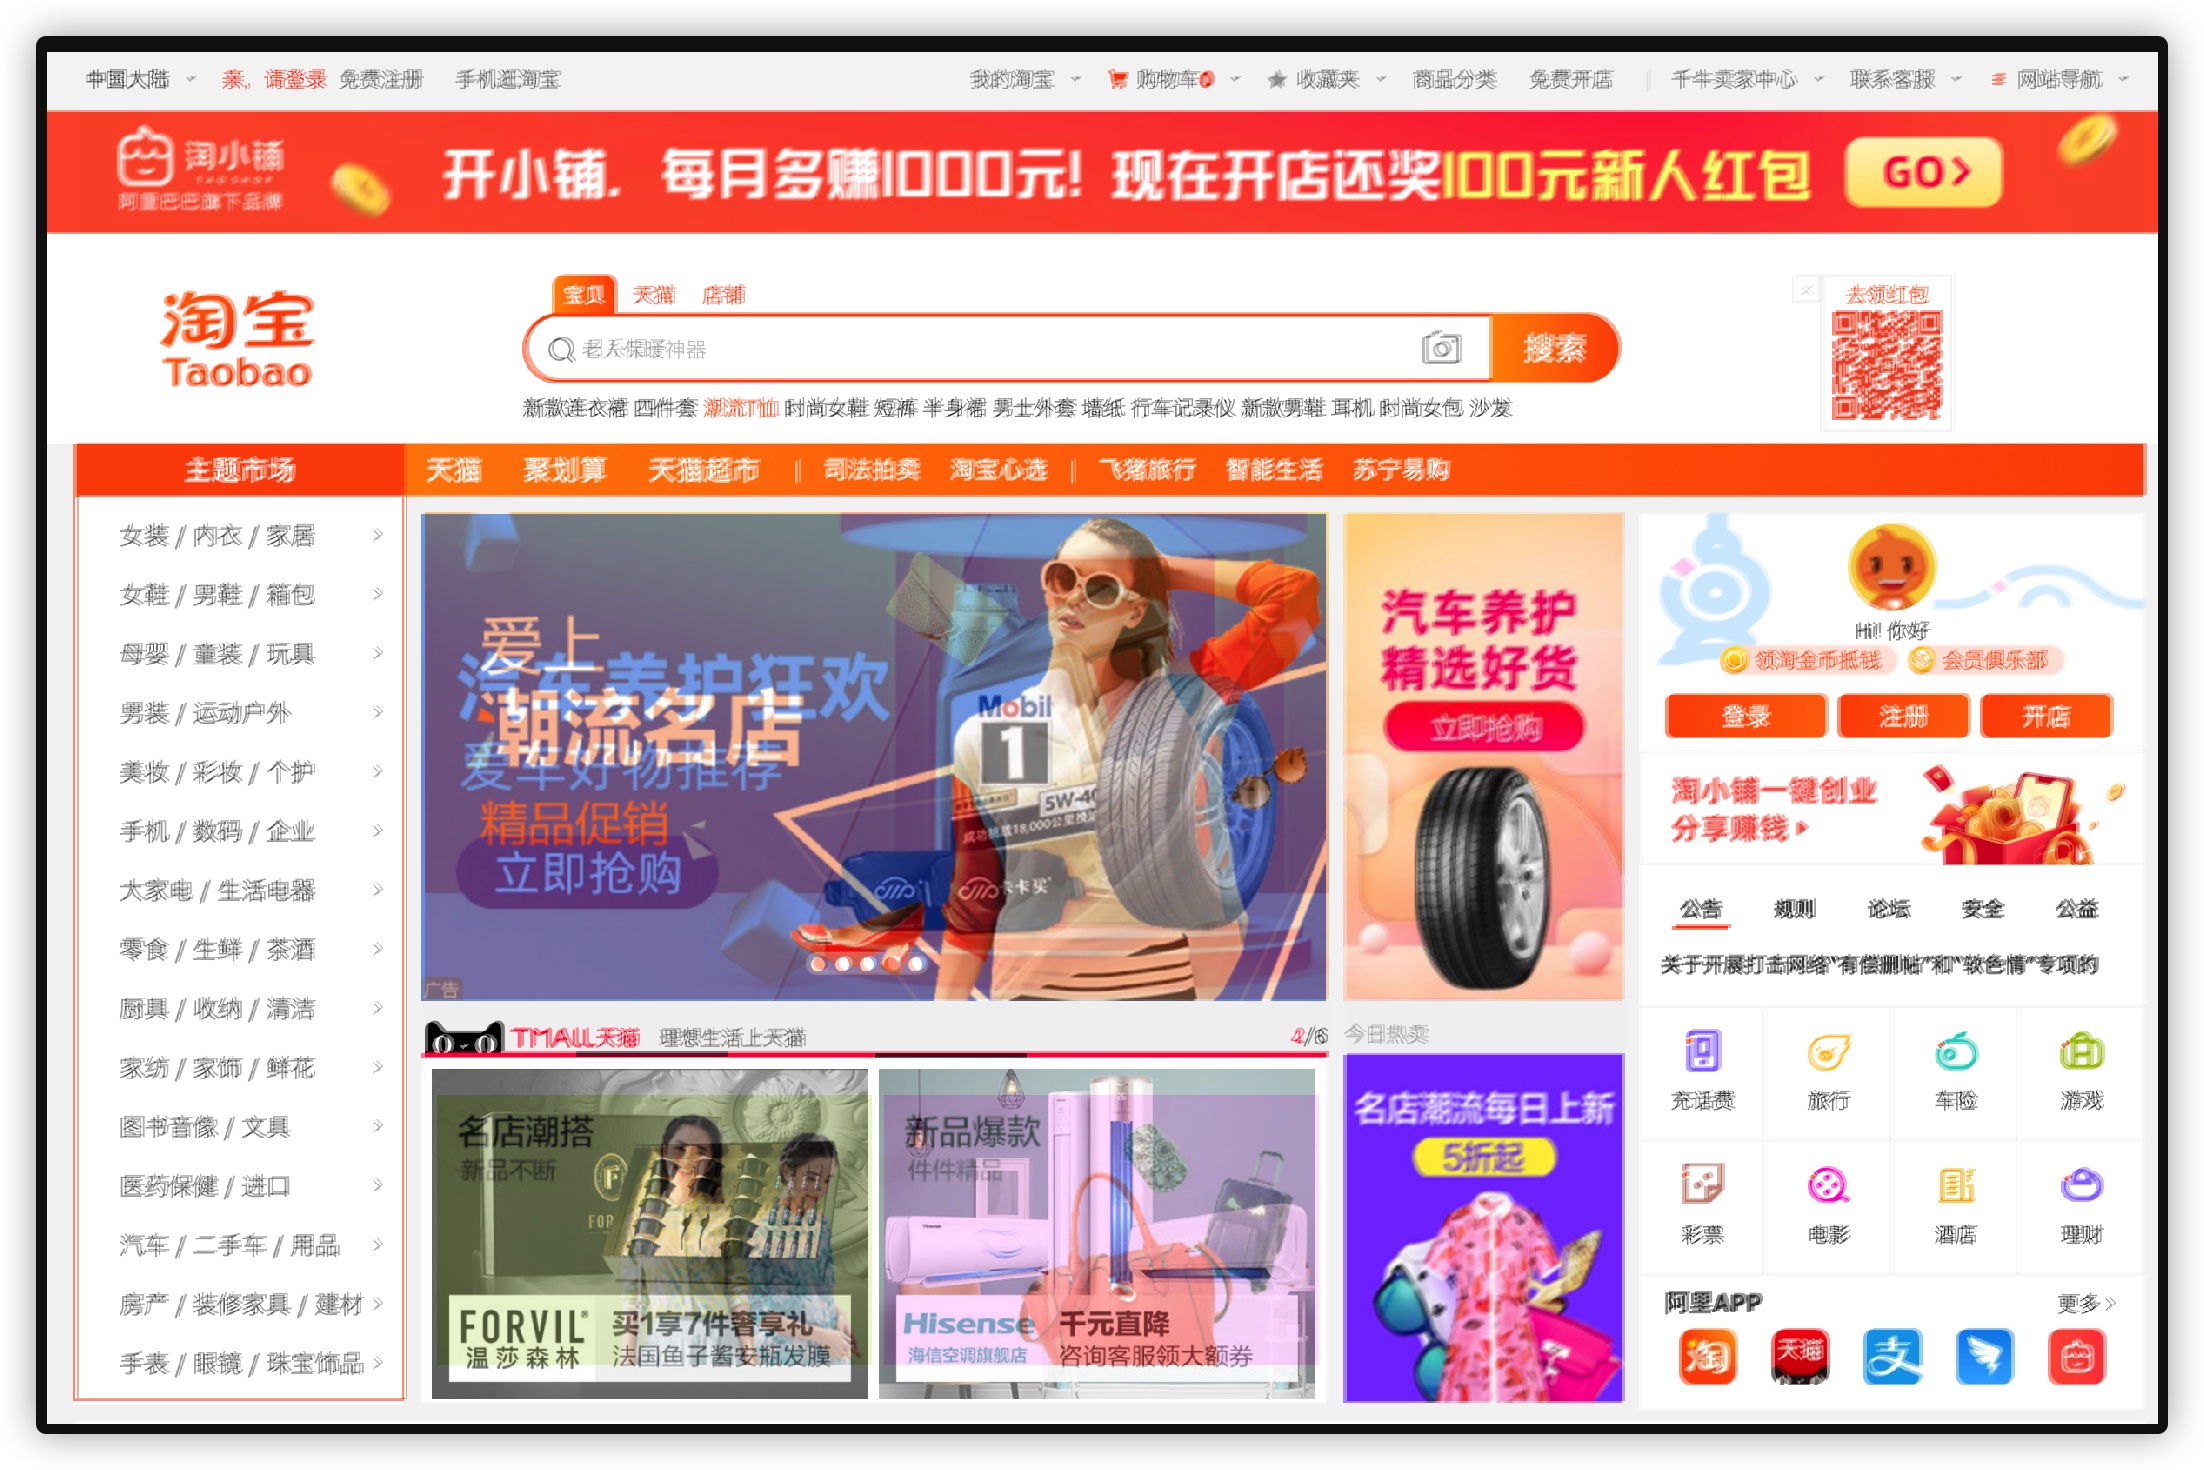 中国大陆 亲，请登录 免费注册 手机逛淘宝 我的淘宝 购物车0 收藏夹 商品分类 免费开店 千牛卖家中心 联系客服 网站导航
淘小铺
阿里巴巴旗下品牌
开小铺，每月多赚1000元！现在开店还奖100元新人红包 GO
淘宝
Taobao
宝贝 天猫 店铺
搜索
去领红包
新款连衣裙 四件套 潮流T恤 时尚女鞋 短裤 半身裙 男士外套 墙纸 行车记录仪 新款男鞋 耳机 时尚女包 沙发
主题市场 天猫 聚划算 天猫超市 司法拍卖 淘宝心选 飞猪旅行 智能生活 苏宁易购
女装 / 内衣 / 家居
女鞋 / 男鞋 / 箱包
母婴 / 童装 / 玩具
男装 / 运动户外
美妆 / 彩妆 / 个护
手机 / 数码 / 企业
大家电 / 生活电器
零食 / 生鲜 / 茶酒
厨具 / 收纳 / 清洁
家纺 / 家饰 / 鲜花
图书音像 / 文具
医药保健 / 进口
汽车 / 二手车 / 用品
房产 / 装修家具 / 建材
手表 / 眼镜 / 珠宝饰品
爱上
汽车养护狂欢
潮流名店
爱车好物推荐
精品促销
立即抢购
Mobil
1
5W-40
卡卡买
广告
汽车养护
精选好货
立即抢购
Hi! 你好
领淘金币抵钱 会员俱乐部
登录 注册 开店
淘小铺一键创业
分享赚钱
公告 规则 论坛 安全 公益
关于开展打击网络“有偿删帖”和“软色情”专项的
TMALL天猫 理想生活上天猫
今日热卖
名店潮搭
新品不断
FORVIL
温莎森林
买1享7件奢享礼
法国鱼子酱安瓶发膜
新品爆款
件件精品
Hisense
海信空调旗舰店
千元直降
咨询客服领大额券
名店潮流每日上新
5折起
充话费 旅行 车险 游戏
彩票 电影 酒店 理财
阿里APP 更多
淘 天猫 支